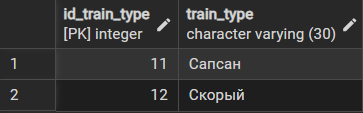 id_train_type train_type
[PK] integer character varying (30)
1 11 Сапсан
2 12 Скорый